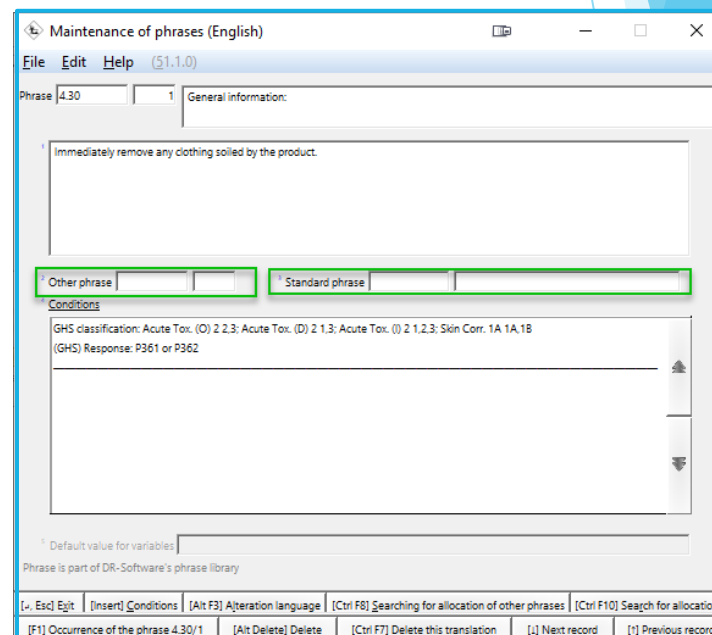 Maintenance of phrases (English)
File Edit Help (51.1.0)
Phrase 4.30 1 General information:
1 Immediately remove any clothing soiled by the product.
2 Other phrase 3 Standard phrase
4 Conditions
GHS classification: Acute Tox. (O) 2 2,3; Acute Tox. (D) 2 1,3; Acute Tox. (I) 2 1,2,3; Skin Corr. 1A 1A,1B
(GHS) Response: P361 or P362
5 Default value for variables
Phrase is part of DR-Software's phrase library
[↵, Esc] Exit [Insert] Conditions [Alt F3] Alteration language [Ctrl F8] Searching for allocation of other phrases [Ctrl F10] Search for allocatio
[F1] Occurrence of the phrase 4.30/1 [Alt Delete] Delete [Ctrl F7] Delete this translation [↓] Next record [↑] Previous record